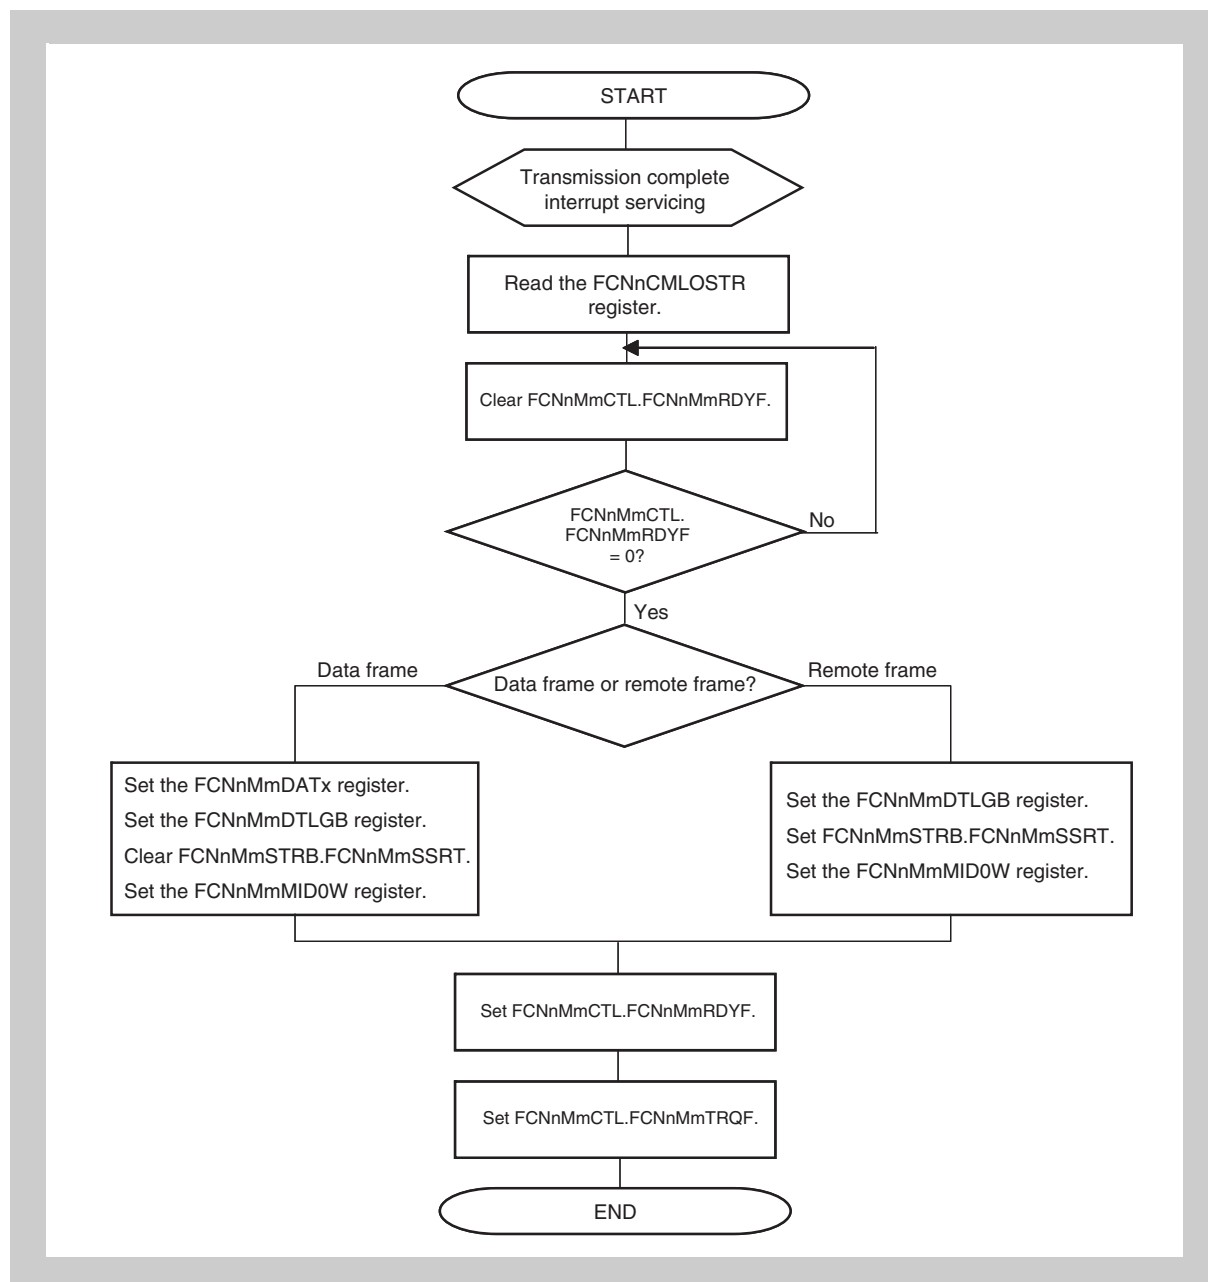 START
Transmission complete
interrupt servicing
Read the FCNnCMLOSTR
register.
Clear FCNnMmCTL.FCNnMmRDYF.
FCNnMmCTL.
FCNnMmRDYF
= 0?
No
Yes
Data frame
Data frame or remote frame?
Remote frame
Set the FCNnMmDATx register.
Set the FCNnMmDTLGB register.
Clear FCNnMmSTRB.FCNnMmSSRT.
Set the FCNnMmMID0W register.
Set the FCNnMmDTLGB register.
Set FCNnMmSTRB.FCNnMmSSRT.
Set the FCNnMmMID0W register.
Set FCNnMmCTL.FCNnMmRDYF.
Set FCNnMmCTL.FCNnMmTRQF.
END